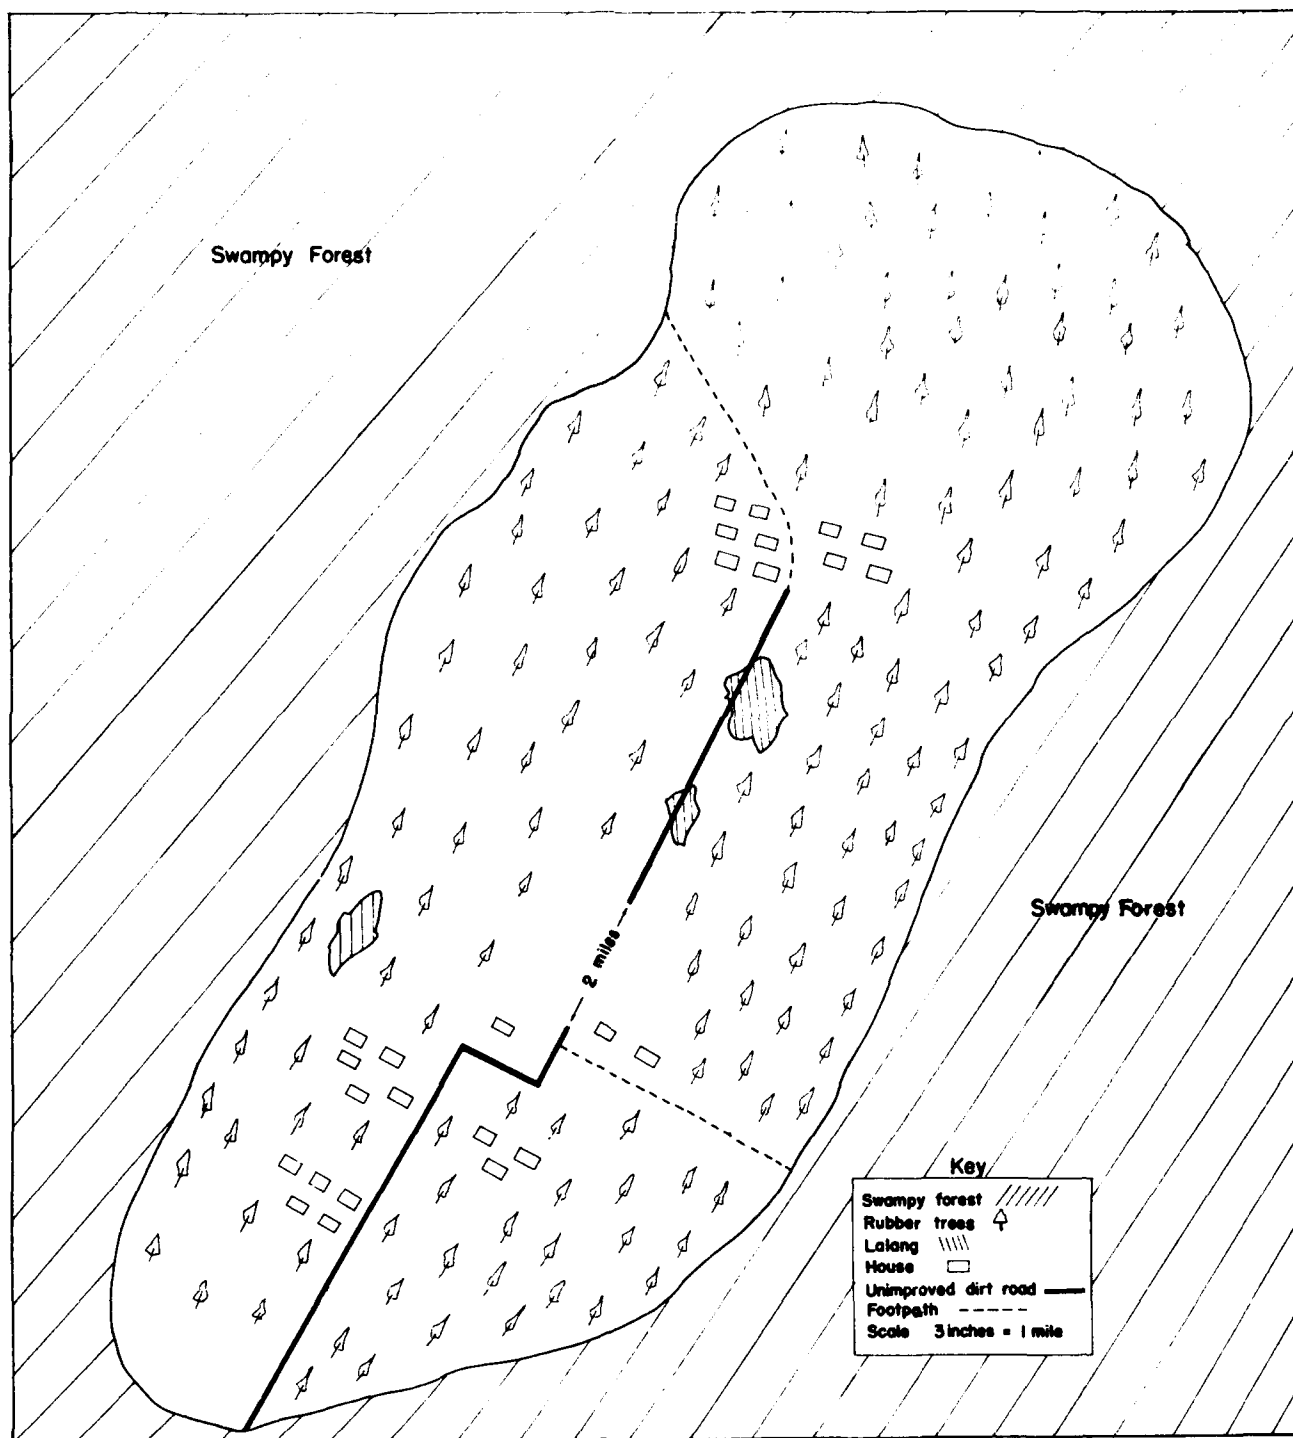 Swampy Forest
Swampy Forest
2 miles
Key
Swampy forest
Rubber trees
Lalang
House
Unimproved dirt road
Footpath
Scale 3 inches = 1 mile